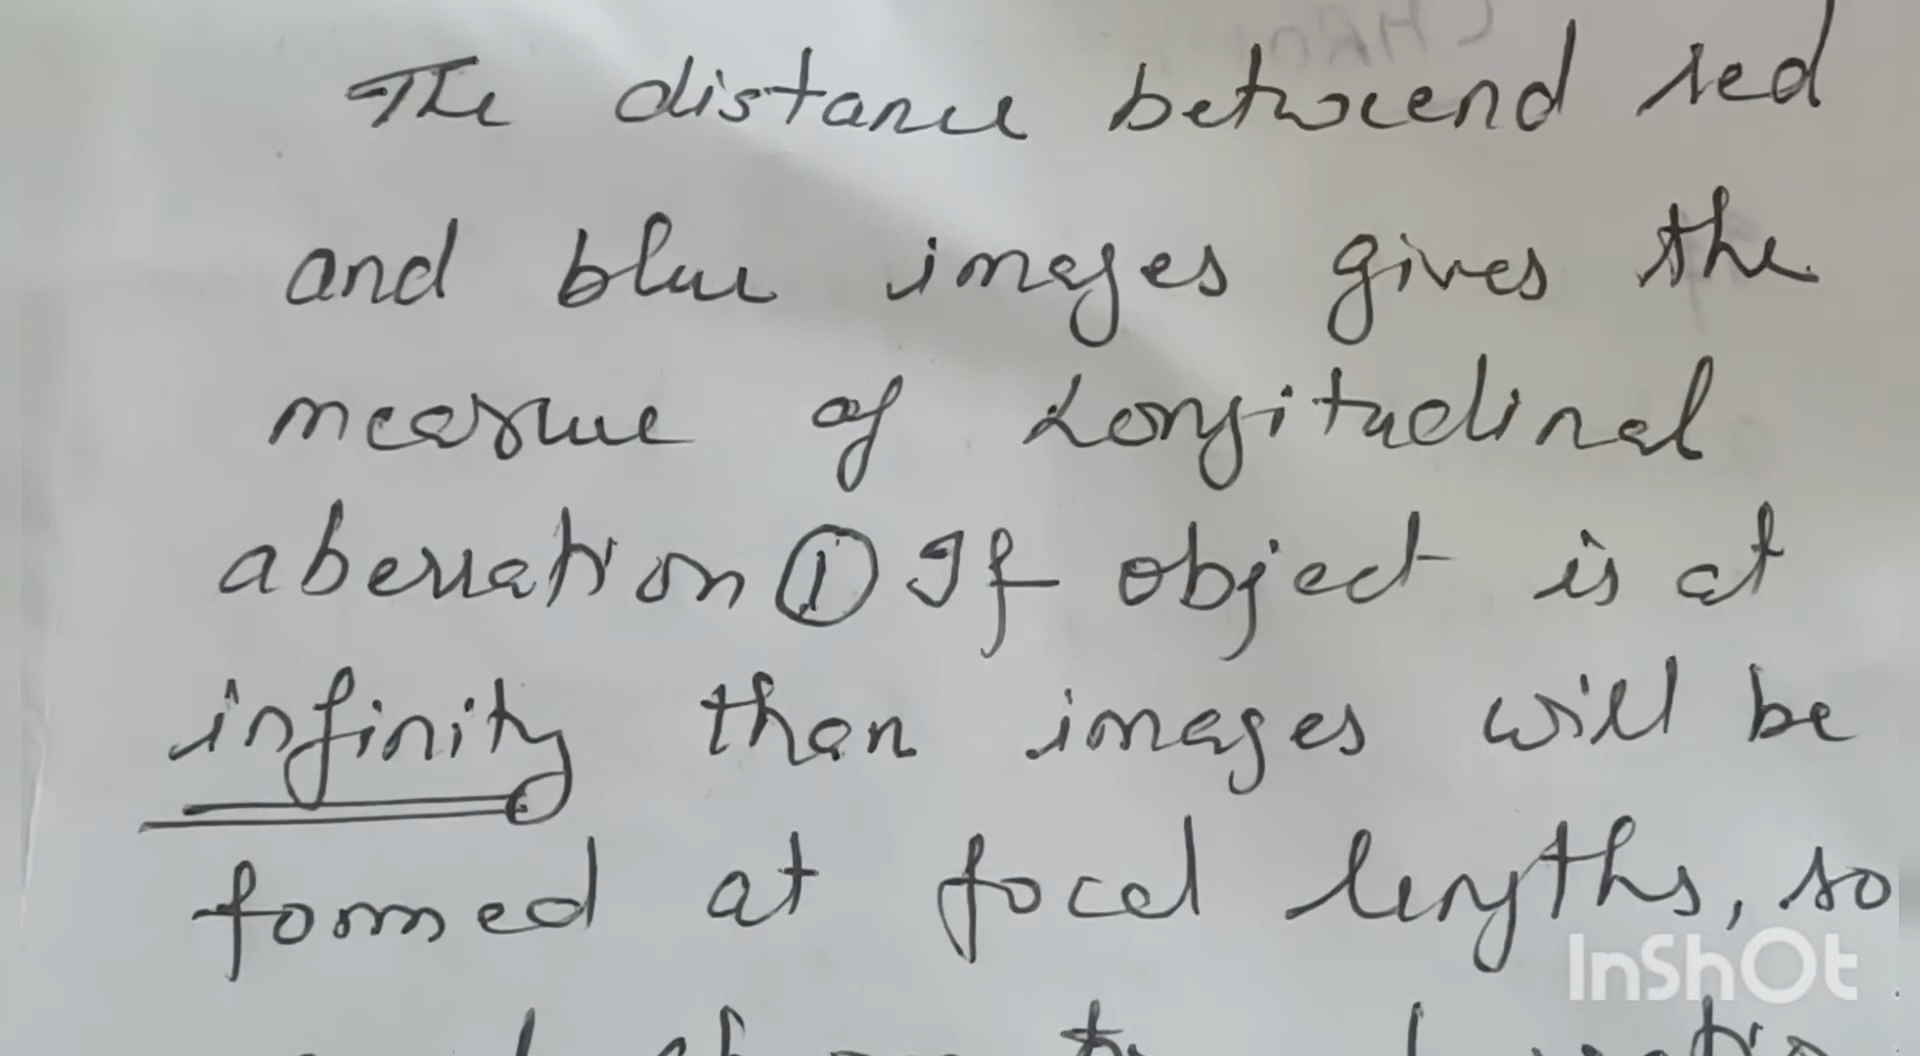 The distance betweend red
and blue images gives the
measure of Longitudinal
aberration ① If object is at
infinity than images will be
formed at focal lengths, so
InShOt